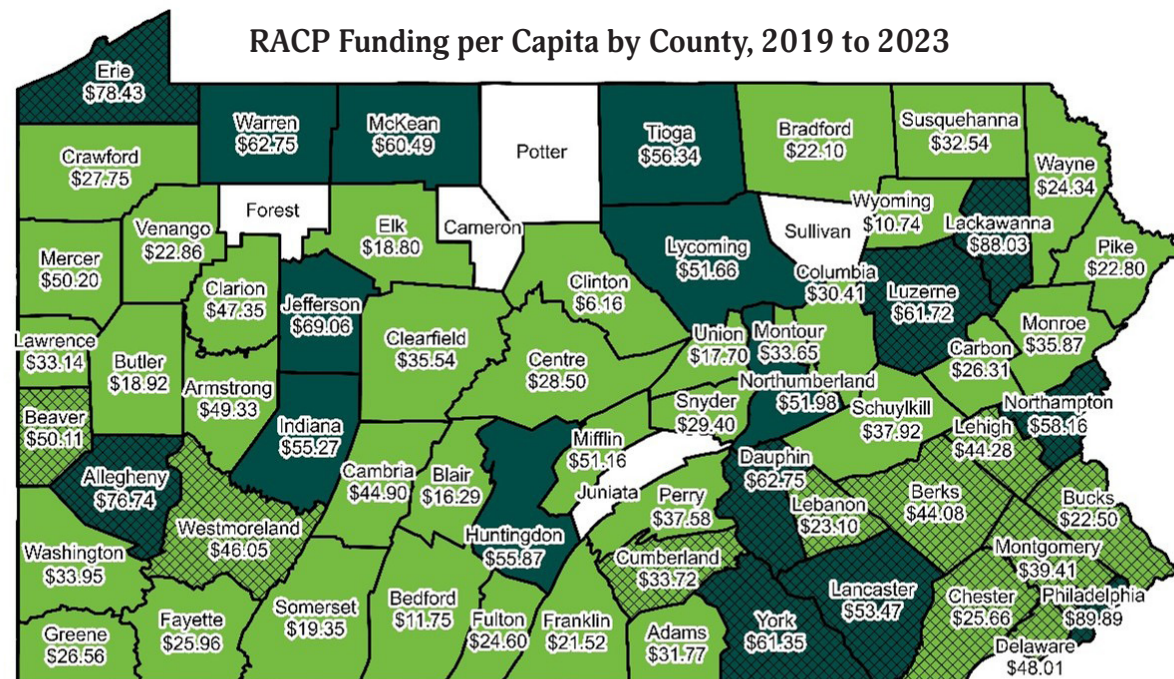 RACP Funding per Capita by County, 2019 to 2023
Erie
$78.43
Warren
$62.75
McKean
$60.49
Potter
Tioga
$56.34
Bradford
$22.10
Susquehanna
$32.54
Wayne
$24.34
Crawford
$27.75
Forest
Venango
$22.86
Elk
$18.80
Cameron
Lycoming
$51.66
Sullivan
Wyoming
$10.74
Lackawanna
$88.03
Pike
$22.80
Mercer
$50.20
Clarion
$47.35
Jefferson
$69.06
Clinton
$6.16
Columbia
$30.41
Luzerne
$61.72
Monroe
$35.87
Lawrence
$33.14
Butler
$18.92
Clearfield
$35.54
Centre
$28.50
Union
$17.70
Montour
$33.65
Carbon
$26.31
Armstrong
$49.33
Northumberland
$51.98
Northampton
$58.16
Beaver
$50.11
Indiana
$55.27
Snyder
$29.40
Schuylkill
$37.92
Lehigh
$44.28
Allegheny
$76.74
Cambria
$44.90
Blair
$16.29
Mifflin
$51.16
Juniata
Dauphin
$62.75
Berks
$44.08
Bucks
$22.50
Westmoreland
$46.05
Huntingdon
$55.87
Perry
$37.58
Lebanon
$23.10
Washington
$33.95
Cumberland
$33.72
Montgomery
$39.41
Lancaster
$53.47
Chester
$25.66
Philadelphia
$89.89
Greene
$26.56
Fayette
$25.96
Somerset
$19.35
Bedford
$11.75
Fulton
$24.60
Franklin
$21.52
Adams
$31.77
York
$61.35
Delaware
$48.01